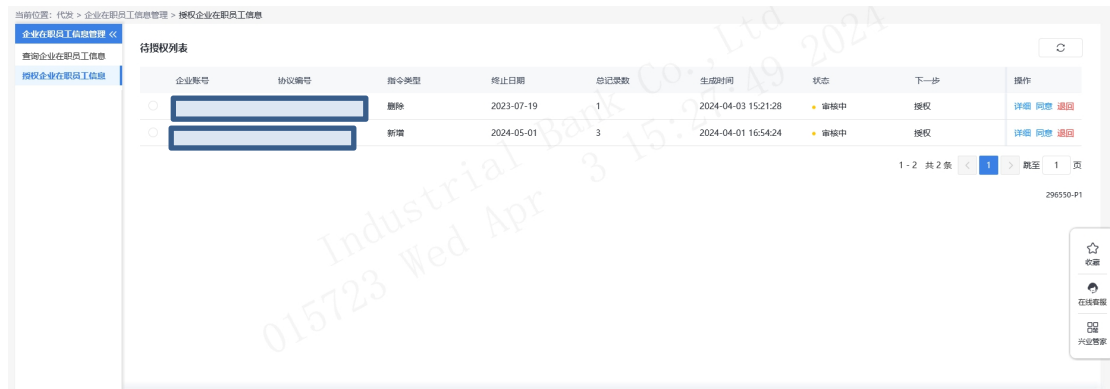 当前位置：代发 > 企业在职员工信息管理 > 授权企业在职员工信息
企业在职员工信息管理 «
查询企业在职员工信息
授权企业在职员工信息
待授权列表
企业账号 协议编号 指令类型 终止日期 总记录数 生成时间 状态 下一步 操作
删除 2023-07-19 1 2024-04-03 15:21:28 审核中 授权 详细 同意 退回
新增 2024-05-01 3 2024-04-01 16:54:24 审核中 授权 详细 同意 退回
1 - 2 共 2 条 < 1 > 跳至 1 页
296550-P1
收藏
在线客服
兴业管家
Industrial Bank Co., Ltd
015723 Wed Apr 3 15:27:49 2024